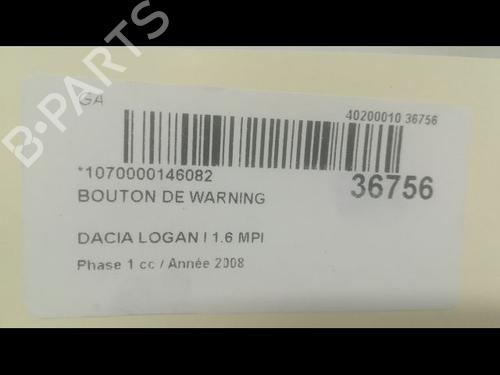 B-PARTS
GA
40200010 36756
*1070000146082
36756
BOUTON DE WARNING
DACIA LOGAN I 1.6 MPI
Phase 1 cc / Année 2008